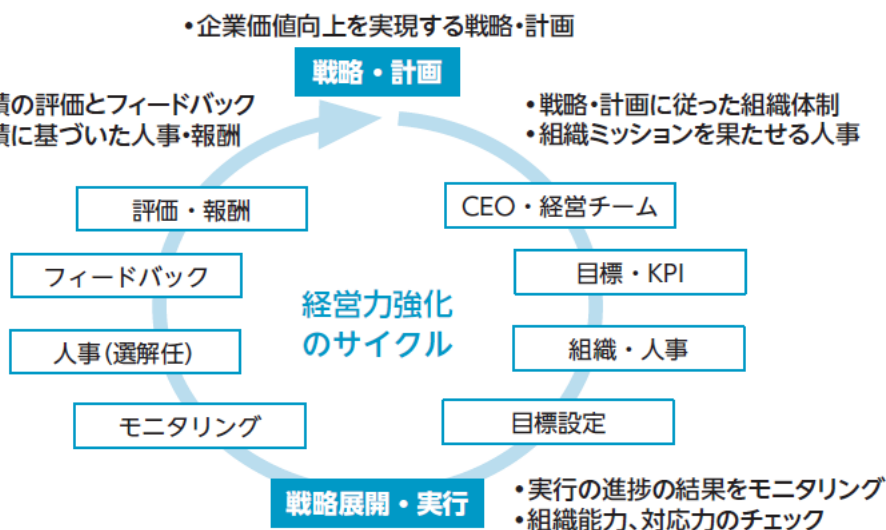 •企業価値向上を実現する戦略・計画
戦略・計画
績の評価とフィードバック
績に基づいた人事・報酬
•戦略・計画に従った組織体制
•組織ミッションを果たせる人事
評価・報酬
CEO・経営チーム
フィードバック
目標・KPI
経営力強化
のサイクル
人事(選解任)
組織・人事
モニタリング
目標設定
戦略展開・実行
•実行の進捗の結果をモニタリング
•組織能力、対応力のチェック